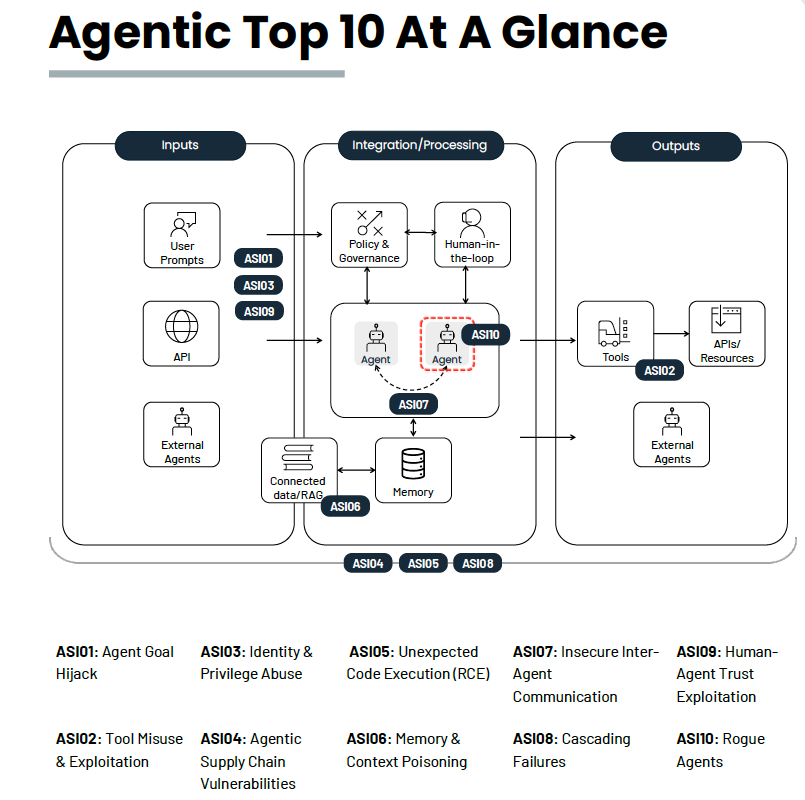 Agentic Top 10 At A Glance
Inputs
Integration/Processing
Outputs
User
Prompts
API
External
Agents
ASI01
ASI03
ASI09
Policy &
Governance
Human-in-
the-loop
Agent
Agent
ASI10
ASI07
Connected
data/RAG
ASI06
Memory
Tools
ASI02
APIs/
Resources
External
Agents
ASI04
ASI05
ASI08
ASI01: Agent Goal
Hijack
ASI03: Identity &
Privilege Abuse
ASI05: Unexpected
Code Execution (RCE)
ASI07: Insecure Inter-
Agent
Communication
ASI09: Human-
Agent Trust
Exploitation
ASI02: Tool Misuse
& Exploitation
ASI04: Agentic
Supply Chain
Vulnerabilities
ASI06: Memory &
Context Poisoning
ASI08: Cascading
Failures
ASI10: Rogue
Agents